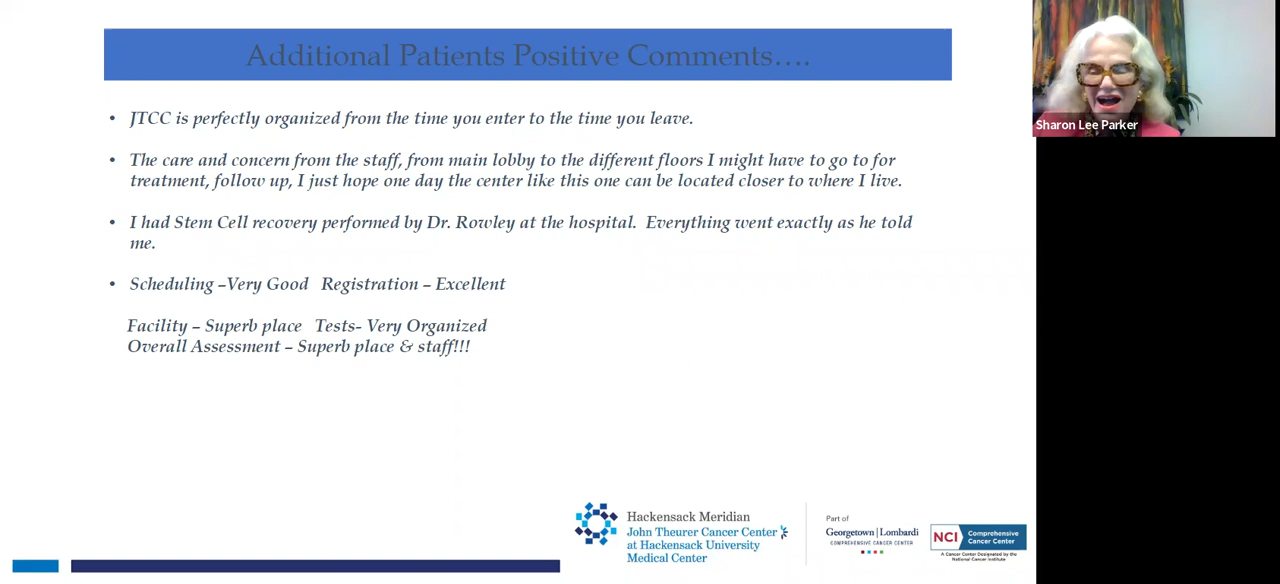 Additional Patients Positive Comments….
• JTCC is perfectly organized from the time you enter to the time you leave.
• The care and concern from the staff, from main lobby to the different floors I might have to go to for
treatment, follow up, I just hope one day the center like this one can be located closer to where I live.
• I had Stem Cell recovery performed by Dr. Rowley at the hospital.  Everything went exactly as he told
me.
• Scheduling –Very Good   Registration – Excellent
Facility – Superb place   Tests- Very Organized
Overall Assessment – Superb place & staff!!!
Sharon Lee Parker
Hackensack Meridian
John Theurer Cancer Center
at Hackensack University
Medical Center
Part of
Georgetown | Lombardi
COMPREHENSIVE CANCER CENTER
NCI Comprehensive
Cancer Center
A Cancer Center Designated by the
National Cancer Institute